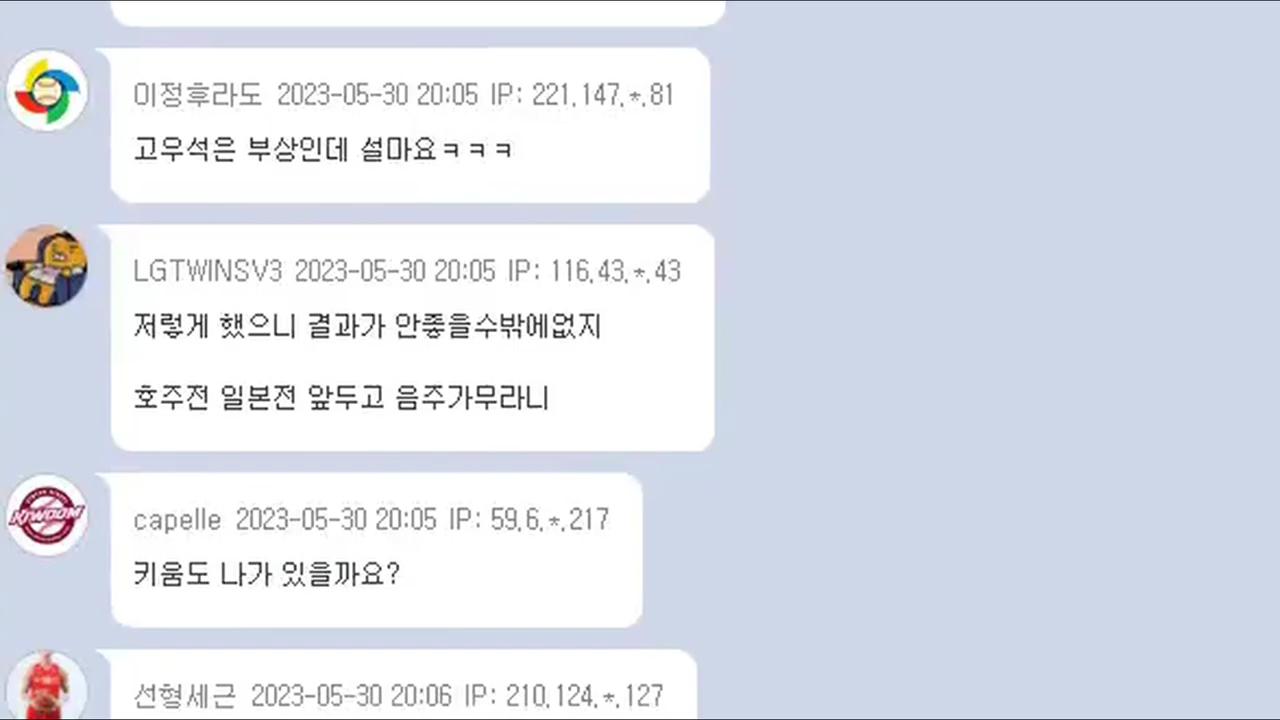 이정후라도 2023-05-30 20:05 IP: 221.147.*.81
고우석은 부상인데 설마요ㅋㅋㅋ
LGTWINSV3 2023-05-30 20:05 IP: 116.43.*.43
저렇게 했으니 결과가 안좋을수밖에없지
호주전 일본전 앞두고 음주가무라니
KIWOOM
capelle 2023-05-30 20:05 IP: 59.6.*.217
키움도 나가 있을까요?
선형세근 2023-05-30 20:06 IP: 210.124.*.127